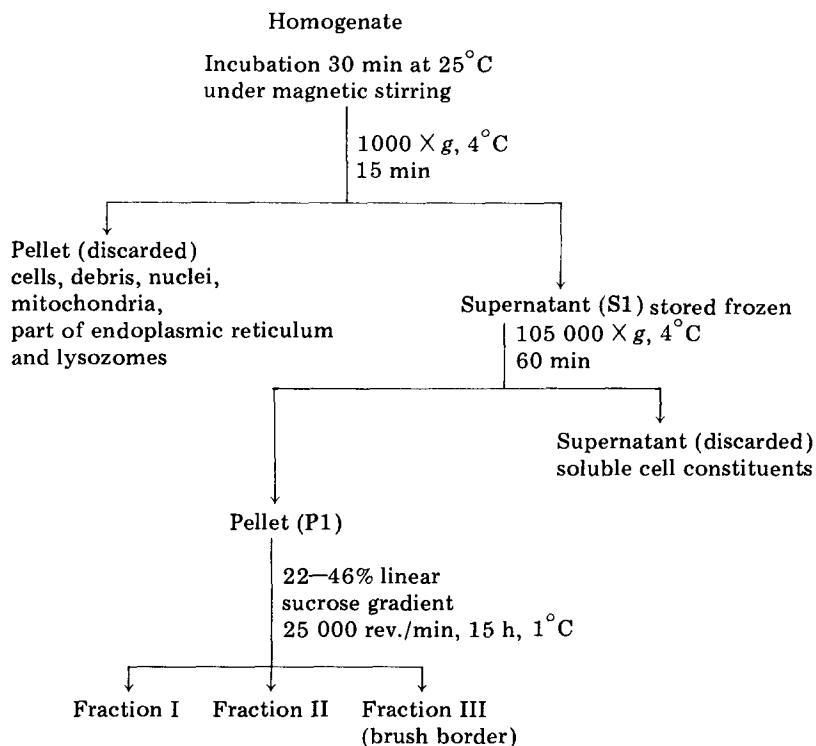 Homogenate
Incubation 30 min at 25°C
under magnetic stirring
1000 × g, 4°C
15 min
Pellet (discarded)
cells, debris, nuclei,
mitochondria,
part of endoplasmic reticulum
and lysozomes
Supernatant (S1) stored frozen
105 000 × g, 4°C
60 min
Supernatant (discarded)
soluble cell constituents
Pellet (P1)
22—46% linear
sucrose gradient
25 000 rev./min, 15 h, 1°C
Fraction I
Fraction II
Fraction III
(brush border)